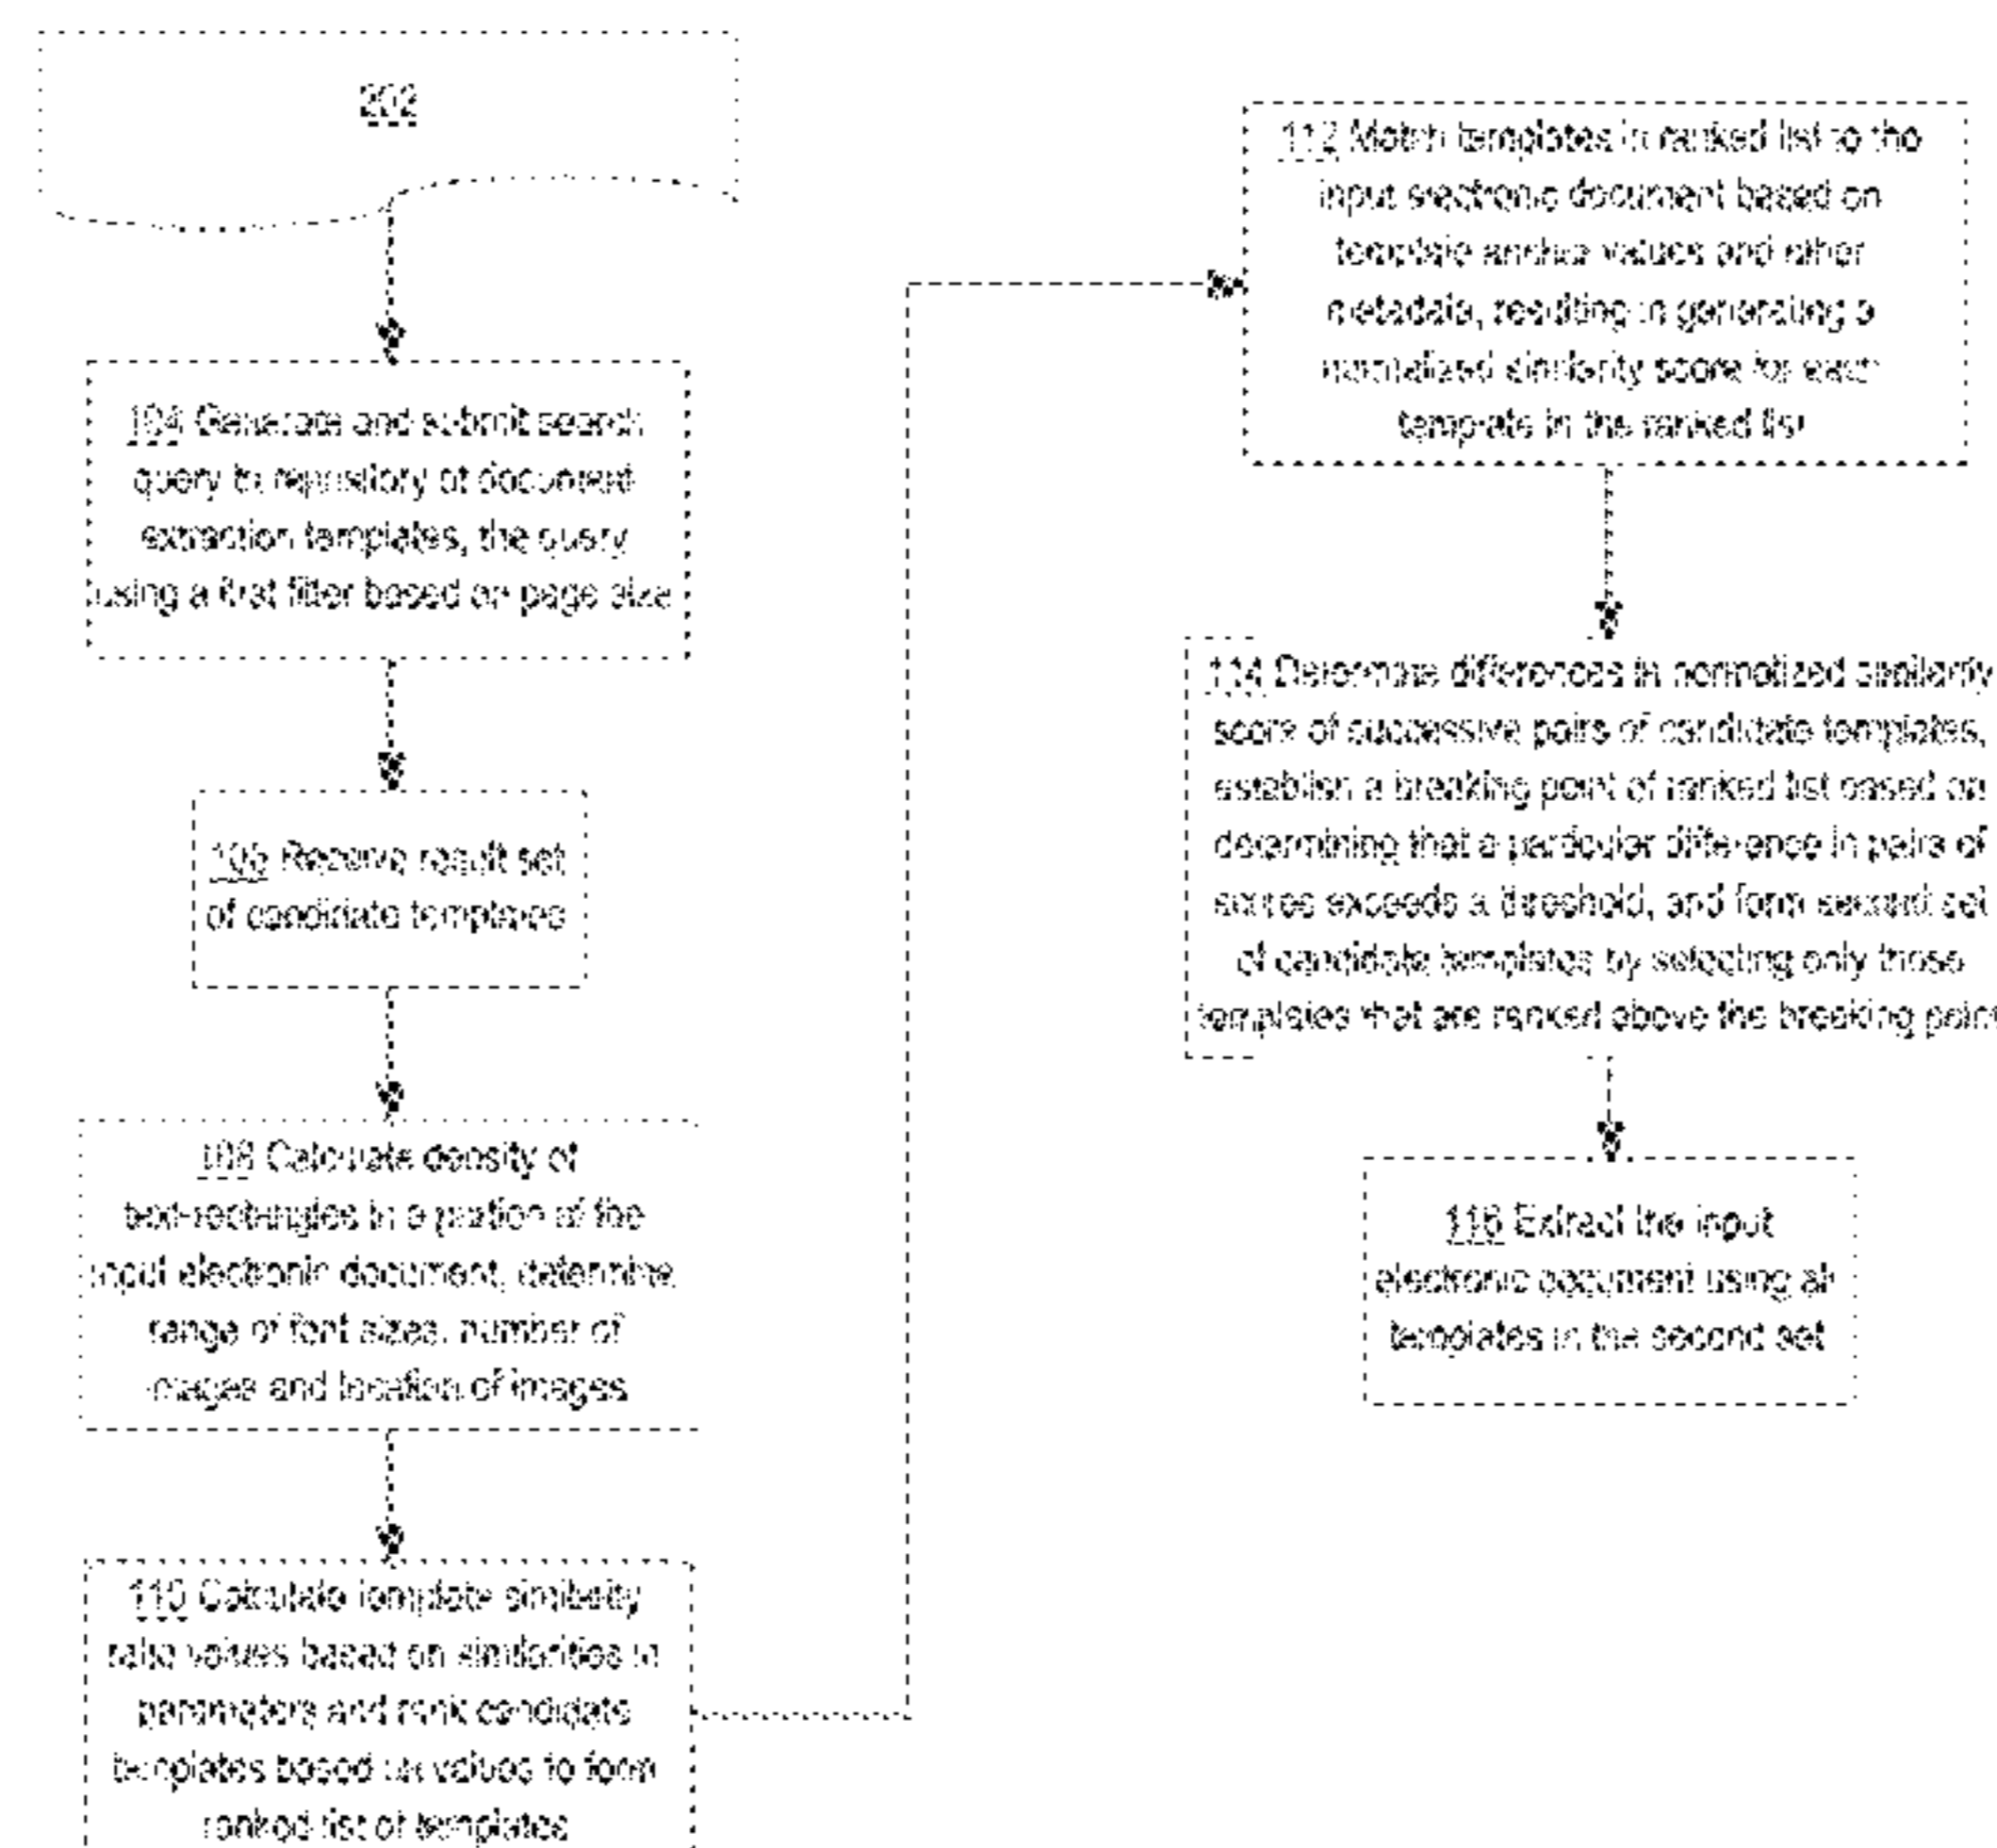 202
104 Generate and submit search
query to repository of document
extraction templates, the query
using a first filter based on page size
106 Receive result set
of candidate templates
108 Calculate density of
text-rectangles in a portion of the
input electronic document, determine
range of font sizes, number of
images and location of images
110 Calculate template similarity
ratio values based on similarities in
parameters and rank candidate
templates based on values to form
ranked list of templates
112 Match templates in ranked list to the
input electronic document based on
template anchor values and other
metadata, resulting in generating a
normalized similarity score for each
template in the ranked list
114 Determine differences in normalized similarity
score of successive pairs of candidate templates,
establish a breaking point of ranked list based on
determining that a particular difference in pairs of
scores exceeds a threshold, and form second set
of candidate templates by selecting only those
templates that are ranked above the breaking point
116 Extract the input
electronic document using all
templates in the second set